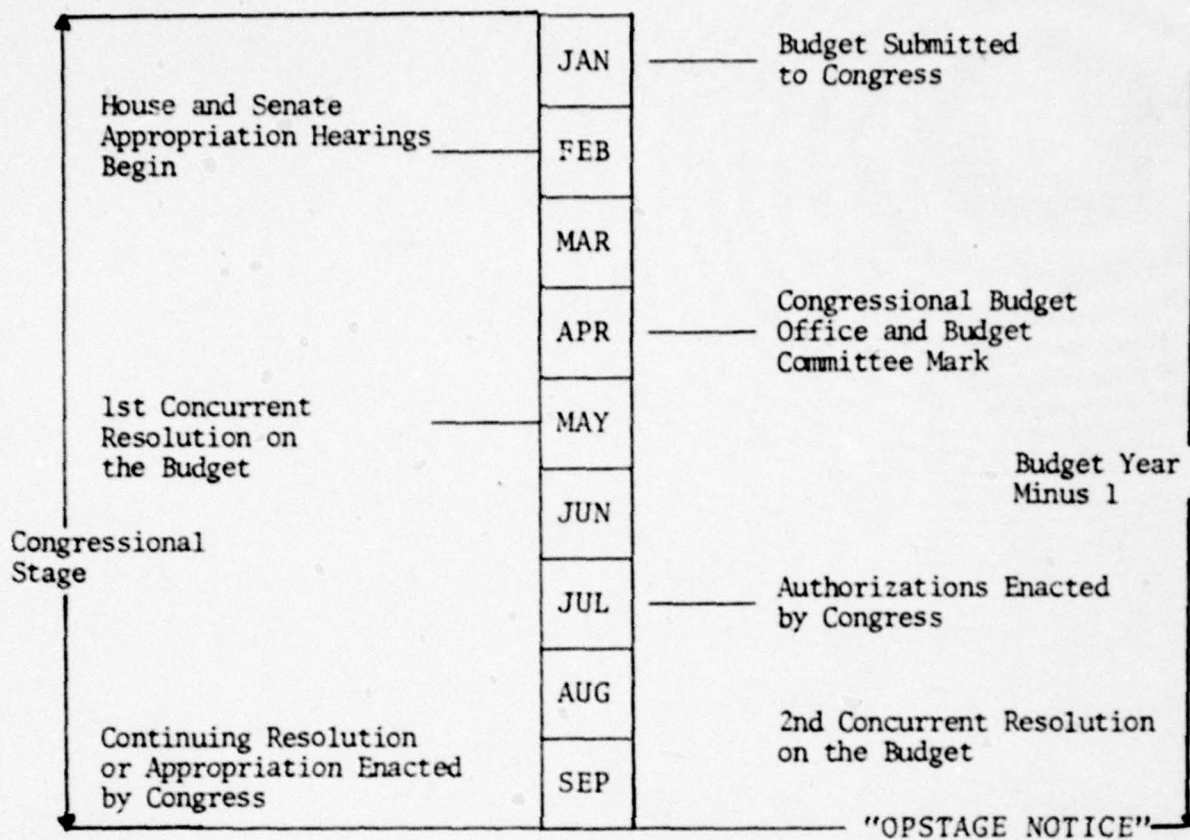 JAN
Budget Submitted
to Congress
House and Senate
Appropriation Hearings
Begin
FEB
MAR
APR
Congressional Budget
Office and Budget
Committee Mark
1st Concurrent
Resolution on
the Budget
MAY
Budget Year
Minus 1
JUN
Congressional
Stage
JUL
Authorizations Enacted
by Congress
AUG
2nd Concurrent Resolution
on the Budget
Continuing Resolution
or Appropriation Enacted
by Congress
SEP
"OPSTAGE NOTICE"